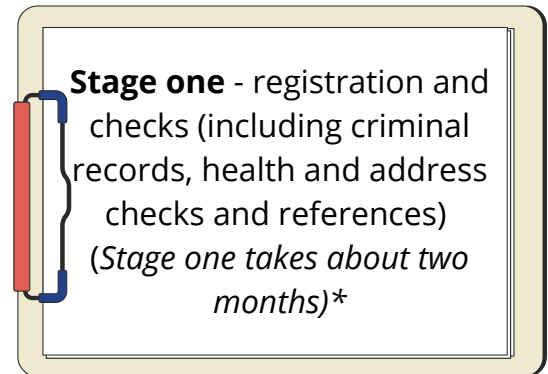 Stage one - registration and
checks (including criminal
records, health and address
checks and references)
(Stage one takes about two
months)*